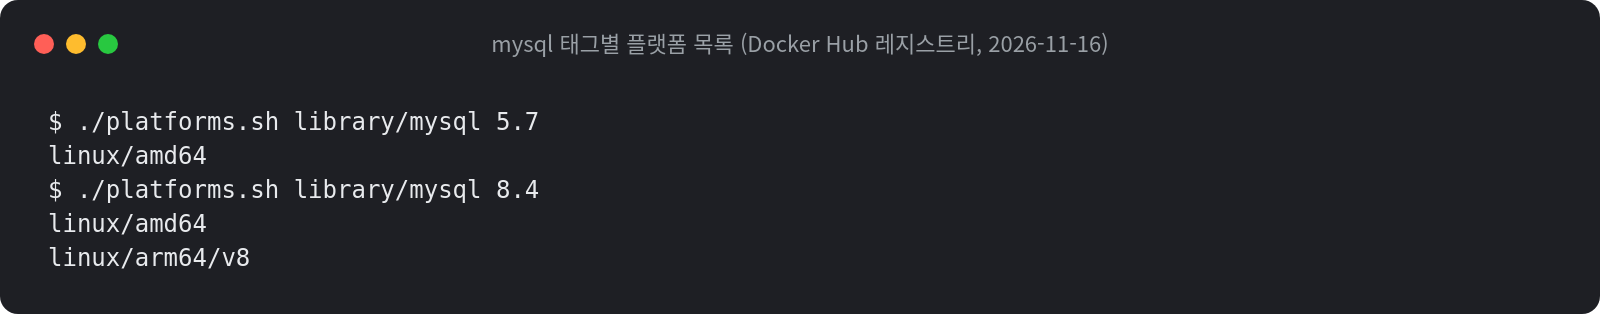 mysql 태그별 플랫폼 목록 (Docker Hub 레지스트리, 2026-11-16)
$ ./platforms.sh library/mysql 5.7
linux/amd64
$ ./platforms.sh library/mysql 8.4
linux/amd64
linux/arm64/v8